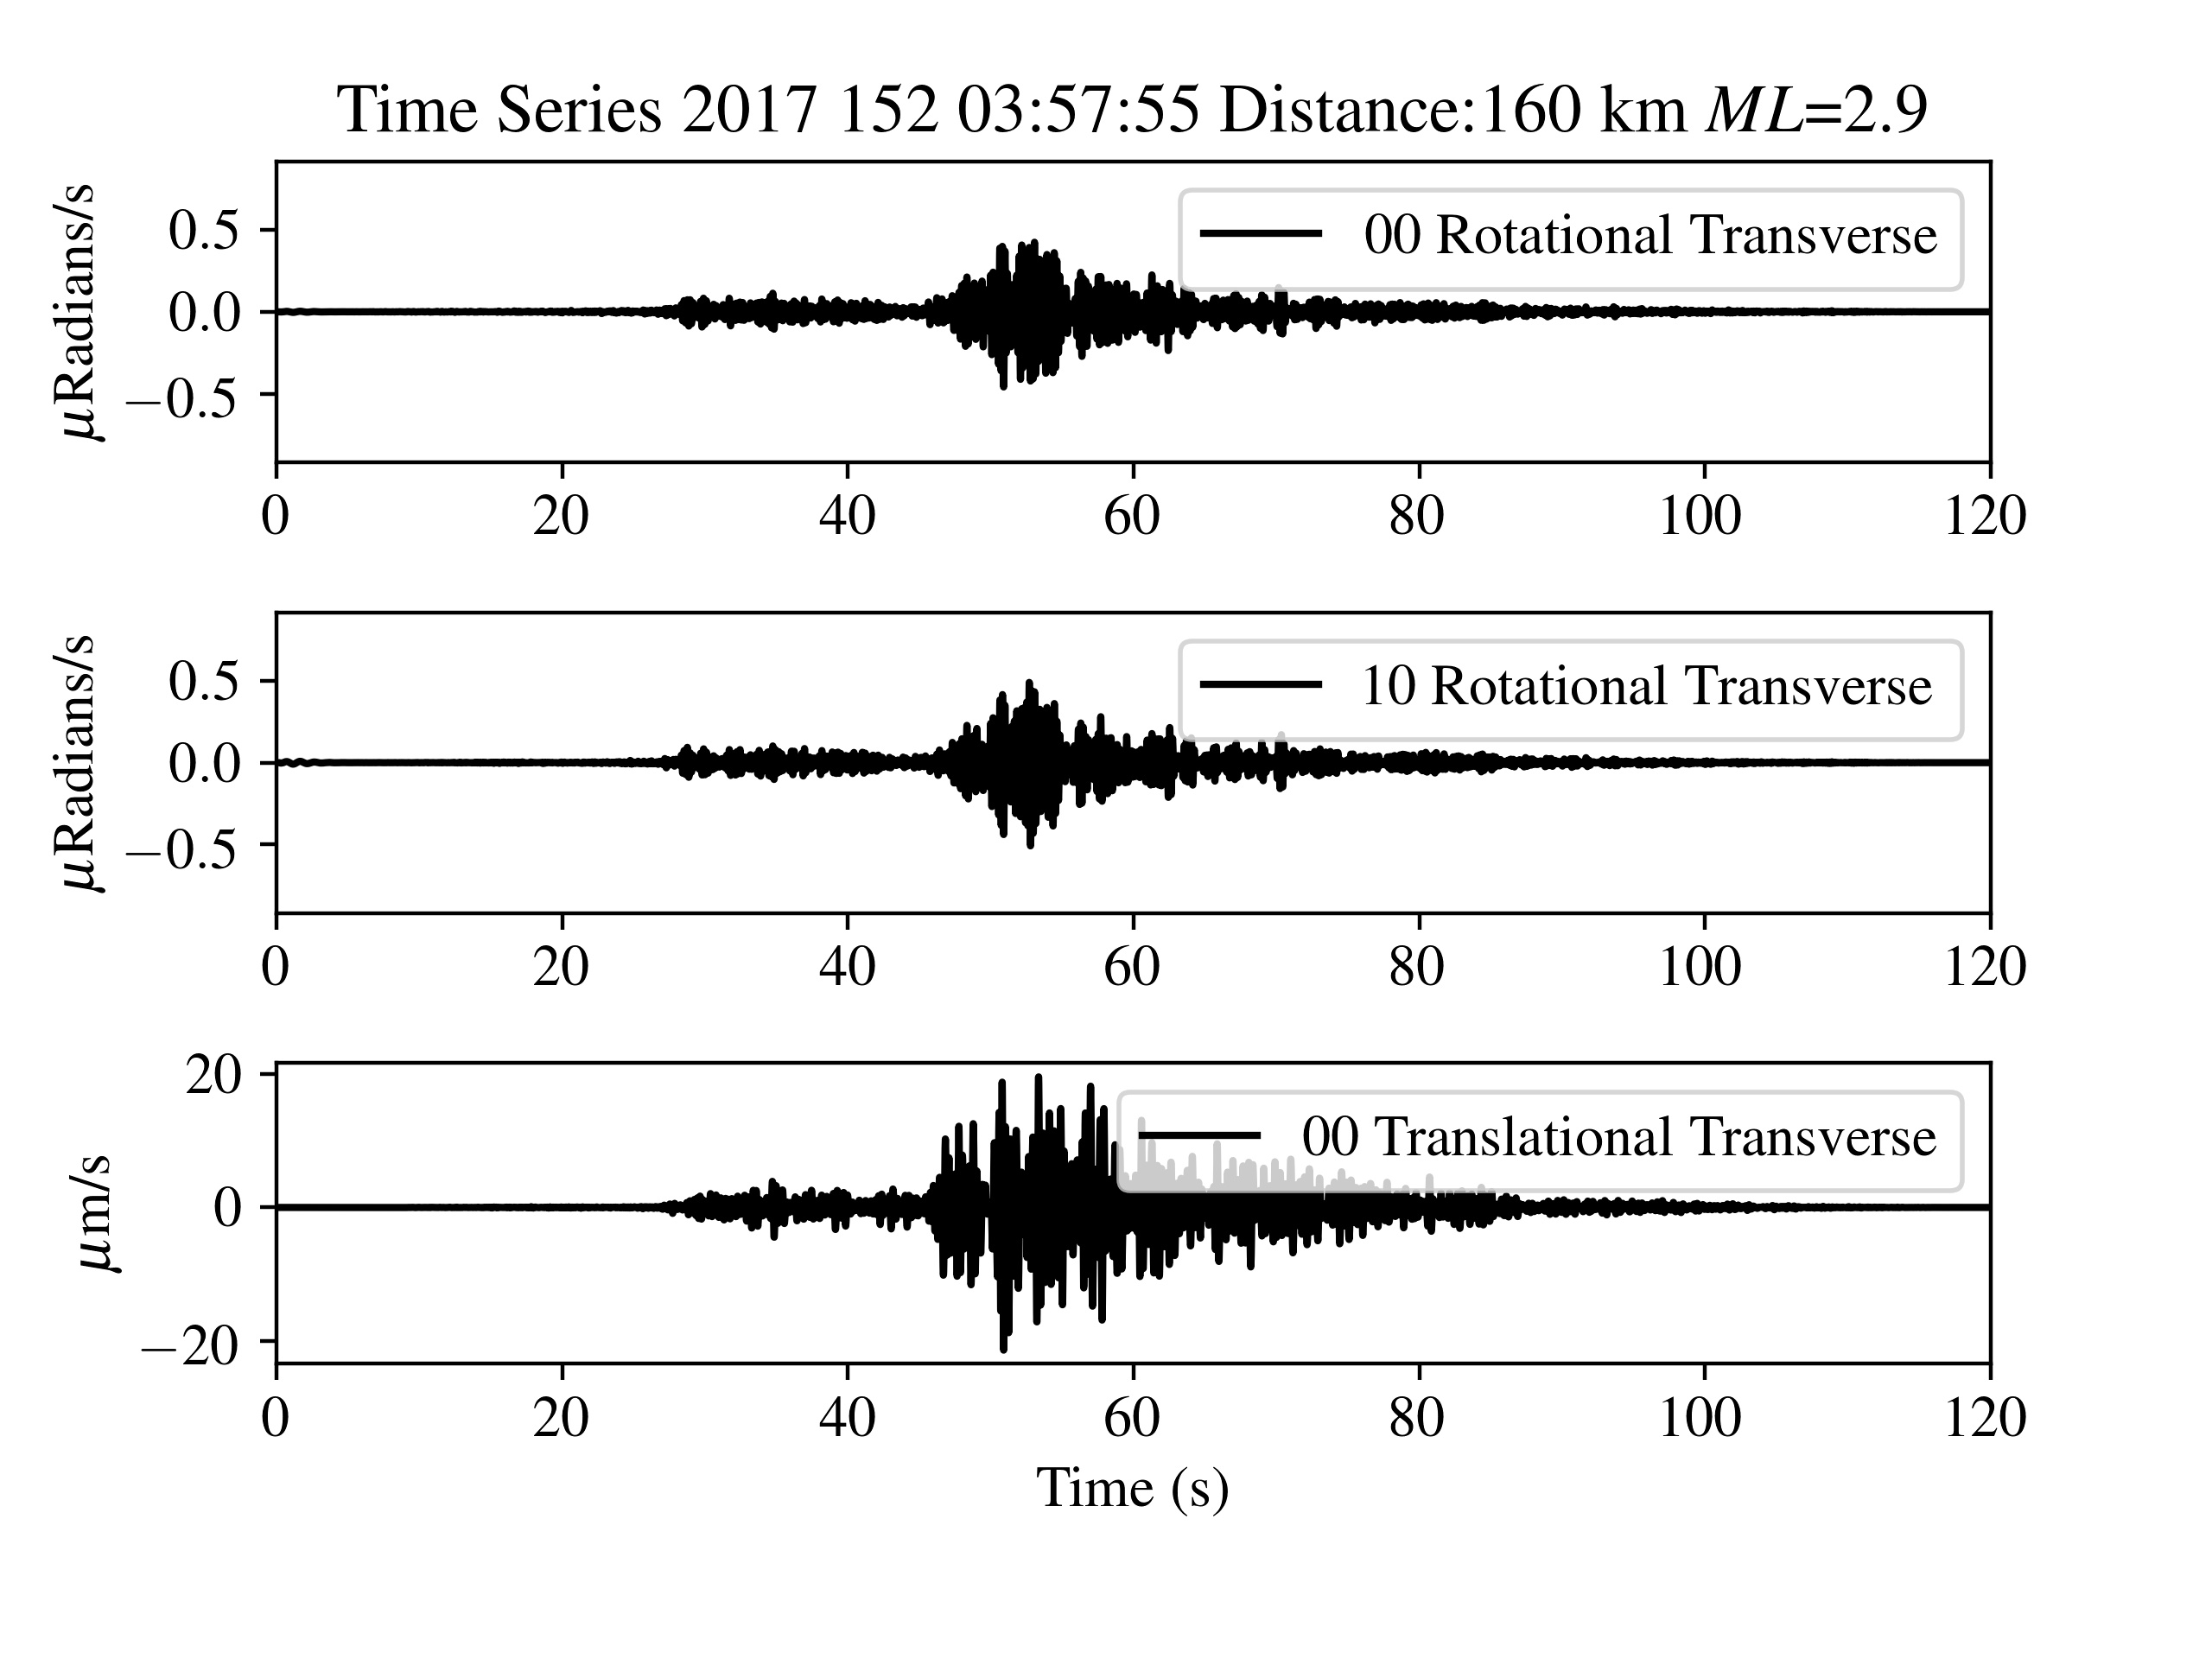 Time Series 2017 152 03:57:55 Distance:160 km ML=2.9
μRadians/s
0.5
0.0
−0.5
00 Rotational Transverse
0 20 40 60 80 100 120
μRadians/s
0.5
0.0
−0.5
10 Rotational Transverse
0 20 40 60 80 100 120
μm/s
20
0
−20
00 Translational Transverse
0 20 40 60 80 100 120
Time (s)